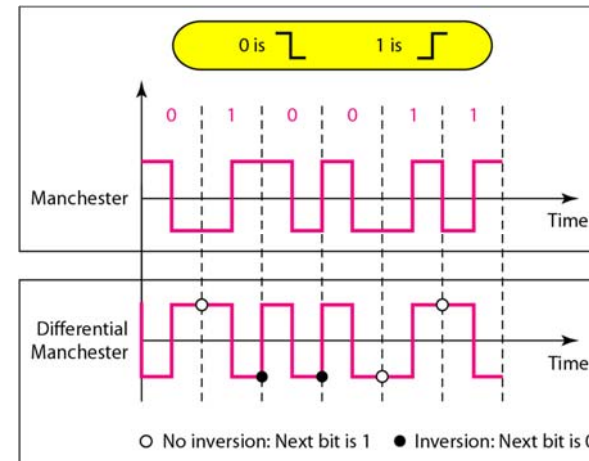 0 is 1 is
0 1 0 0 1 1
Manchester
Time
Differential
Manchester
Time
No inversion: Next bit is 1 Inversion: Next bit is 0